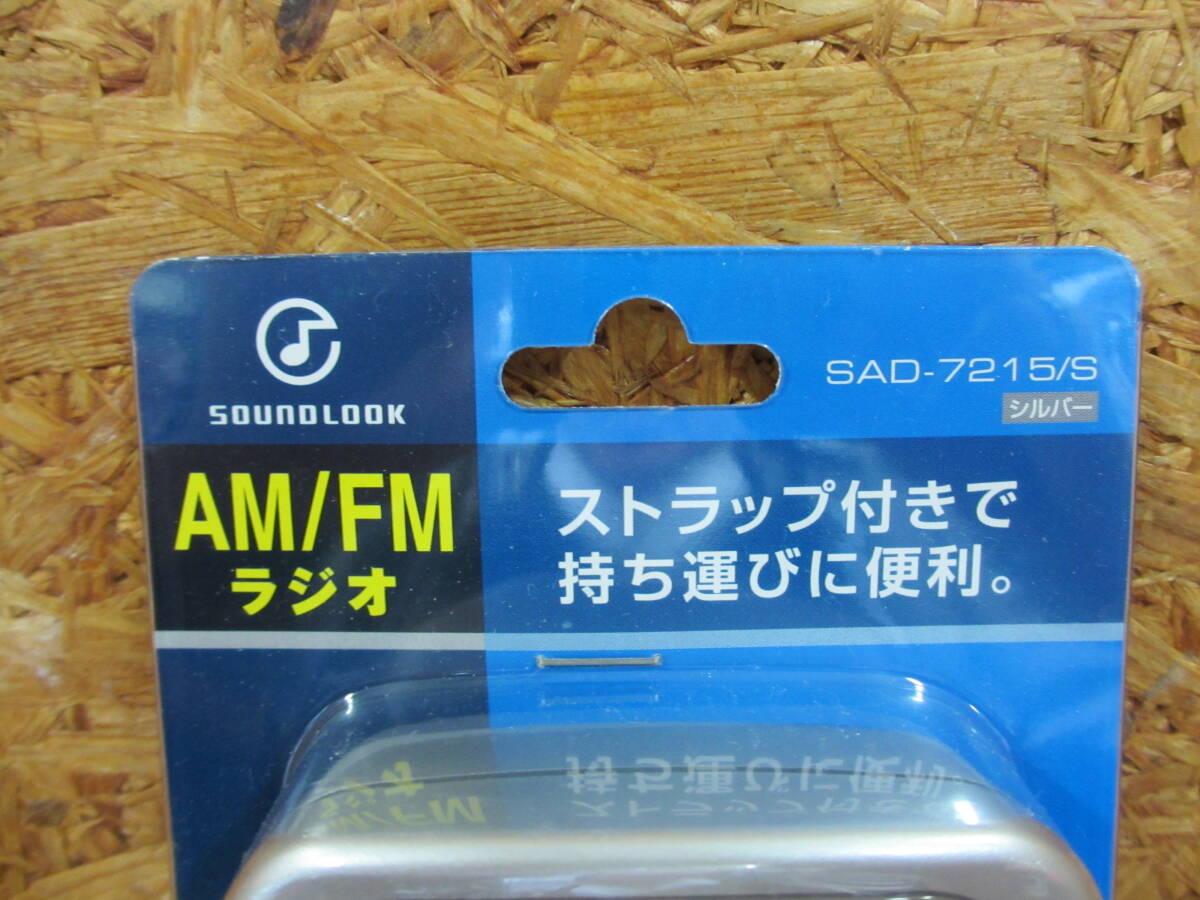 SOUNDLOOK
SAD-7215/S
シルバー
AM/FM
ラジオ
ストラップ付きで
持ち運びに便利。